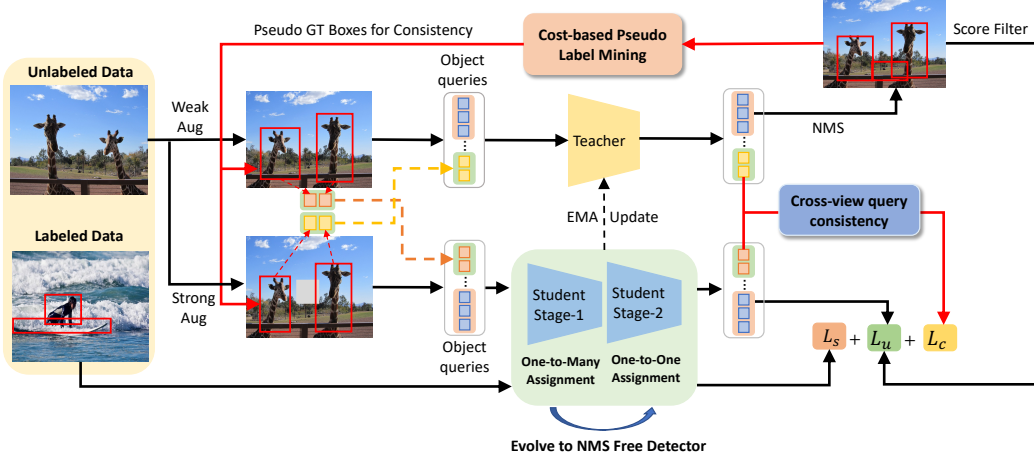 Pseudo GT Boxes for Consistency
Cost-based Pseudo
Label Mining
Score Filter
Unlabeled Data
Weak
Aug
Object
queries
Teacher
NMS
EMA Update
Cross-view query
consistency
Labeled Data
Strong
Aug
Object
queries
Student
Stage-1
Student
Stage-2
One-to-Many
Assignment
One-to-One
Assignment
L_s + L_u + L_c
Evolve to NMS Free Detector